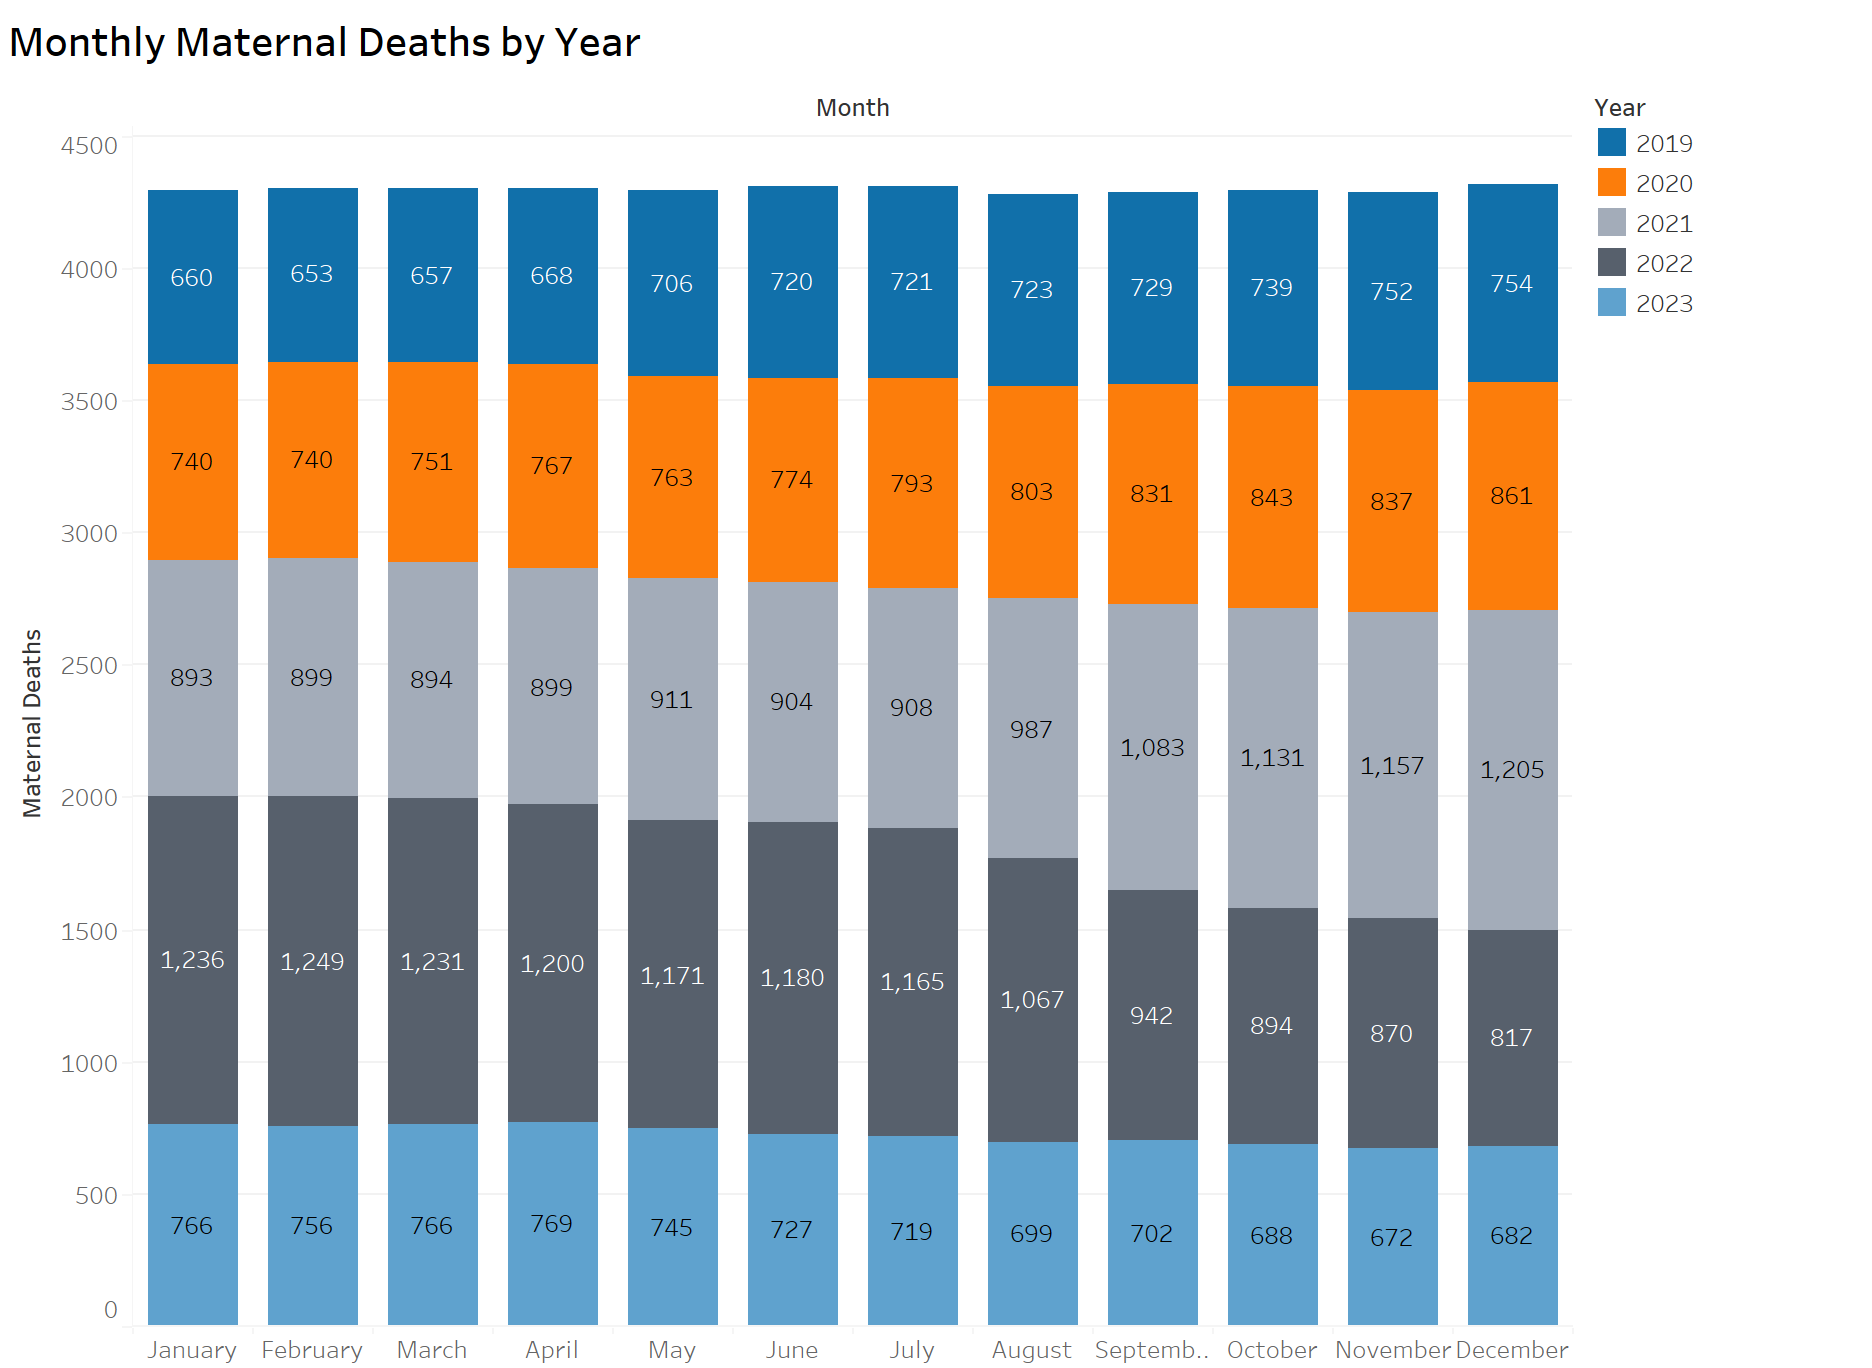 Monthly Maternal Deaths by Year
Month
Year
2019
2020
2021
2022
2023
Maternal Deaths
4500
4000
3500
3000
2500
2000
1500
1000
500
0
660 653 657 668 706 720 721 723 729 739 752 754
740 740 751 767 763 774 793 803 831 843 837 861
893 899 894 899 911 904 908 987 1,083 1,131 1,157 1,205
1,236 1,249 1,231 1,200 1,171 1,180 1,165 1,067 942 894 870 817
766 756 766 769 745 727 719 699 702 688 672 682
January February March April May June July August Septemb.. October November December